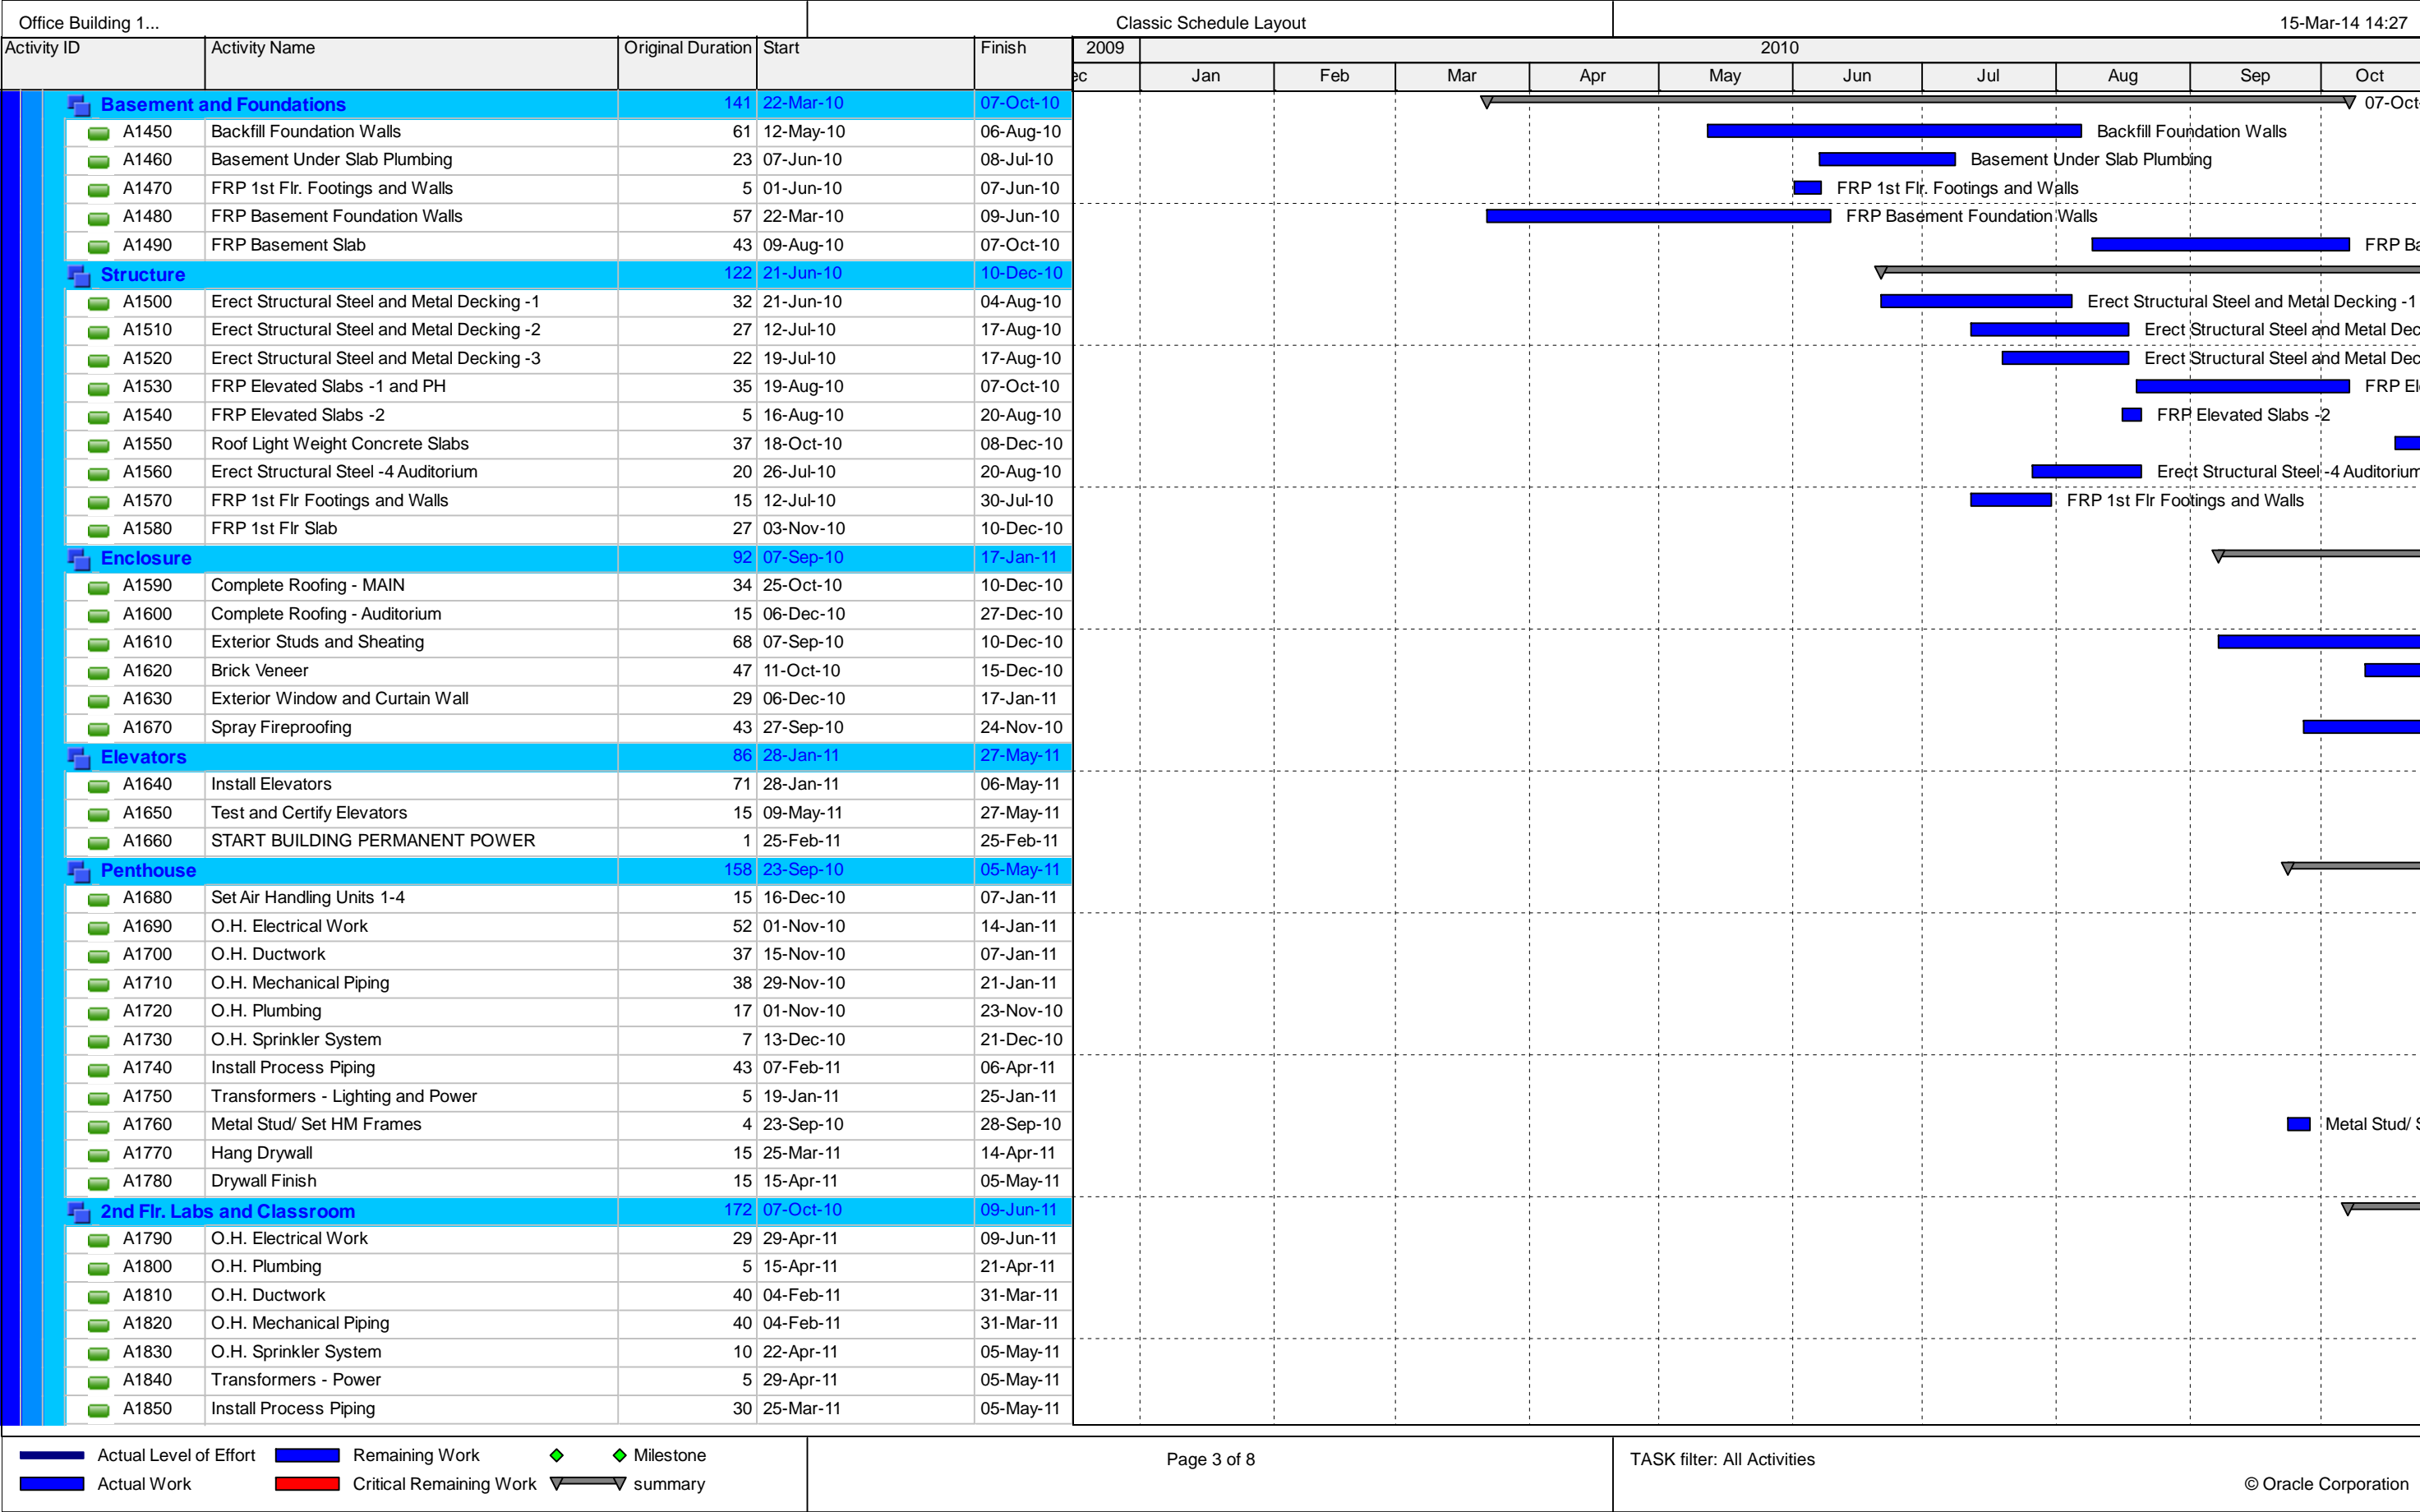 Office Building 1... Classic Schedule Layout 15-Mar-14 14:27
Activity ID Activity Name Original Duration Start Finish 2009 2010
ec Jan Feb Mar Apr May Jun Jul Aug Sep Oct
Basement and Foundations 141 22-Mar-10 07-Oct-10 07-Oct-
A1450 Backfill Foundation Walls 61 12-May-10 06-Aug-10 Backfill Foundation Walls
A1460 Basement Under Slab Plumbing 23 07-Jun-10 08-Jul-10 Basement Under Slab Plumbing
A1470 FRP 1st Flr. Footings and Walls 5 01-Jun-10 07-Jun-10 FRP 1st Flr. Footings and Walls
A1480 FRP Basement Foundation Walls 57 22-Mar-10 09-Jun-10 FRP Basement Foundation Walls
A1490 FRP Basement Slab 43 09-Aug-10 07-Oct-10 FRP Ba
Structure 122 21-Jun-10 10-Dec-10
A1500 Erect Structural Steel and Metal Decking -1 32 21-Jun-10 04-Aug-10 Erect Structural Steel and Metal Decking -1
A1510 Erect Structural Steel and Metal Decking -2 27 12-Jul-10 17-Aug-10 Erect Structural Steel and Metal Dec
A1520 Erect Structural Steel and Metal Decking -3 22 19-Jul-10 17-Aug-10 Erect Structural Steel and Metal Dec
A1530 FRP Elevated Slabs -1 and PH 35 19-Aug-10 07-Oct-10 FRP El
A1540 FRP Elevated Slabs -2 5 16-Aug-10 20-Aug-10 FRP Elevated Slabs -2
A1550 Roof Light Weight Concrete Slabs 37 18-Oct-10 08-Dec-10
A1560 Erect Structural Steel -4 Auditorium 20 26-Jul-10 20-Aug-10 Erect Structural Steel -4 Auditorium
A1570 FRP 1st Flr Footings and Walls 15 12-Jul-10 30-Jul-10 FRP 1st Flr Footings and Walls
A1580 FRP 1st Flr Slab 27 03-Nov-10 10-Dec-10
Enclosure 92 07-Sep-10 17-Jan-11
A1590 Complete Roofing - MAIN 34 25-Oct-10 10-Dec-10
A1600 Complete Roofing - Auditorium 15 06-Dec-10 27-Dec-10
A1610 Exterior Studs and Sheating 68 07-Sep-10 10-Dec-10
A1620 Brick Veneer 47 11-Oct-10 15-Dec-10
A1630 Exterior Window and Curtain Wall 29 06-Dec-10 17-Jan-11
A1670 Spray Fireproofing 43 27-Sep-10 24-Nov-10
Elevators 86 28-Jan-11 27-May-11
A1640 Install Elevators 71 28-Jan-11 06-May-11
A1650 Test and Certify Elevators 15 09-May-11 27-May-11
A1660 START BUILDING PERMANENT POWER 1 25-Feb-11 25-Feb-11
Penthouse 158 23-Sep-10 05-May-11
A1680 Set Air Handling Units 1-4 15 16-Dec-10 07-Jan-11
A1690 O.H. Electrical Work 52 01-Nov-10 14-Jan-11
A1700 O.H. Ductwork 37 15-Nov-10 07-Jan-11
A1710 O.H. Mechanical Piping 38 29-Nov-10 21-Jan-11
A1720 O.H. Plumbing 17 01-Nov-10 23-Nov-10
A1730 O.H. Sprinkler System 7 13-Dec-10 21-Dec-10
A1740 Install Process Piping 43 07-Feb-11 06-Apr-11
A1750 Transformers - Lighting and Power 5 19-Jan-11 25-Jan-11
A1760 Metal Stud/ Set HM Frames 4 23-Sep-10 28-Sep-10 Metal Stud/ S
A1770 Hang Drywall 15 25-Mar-11 14-Apr-11
A1780 Drywall Finish 15 15-Apr-11 05-May-11
2nd Flr. Labs and Classroom 172 07-Oct-10 09-Jun-11
A1790 O.H. Electrical Work 29 29-Apr-11 09-Jun-11
A1800 O.H. Plumbing 5 15-Apr-11 21-Apr-11
A1810 O.H. Ductwork 40 04-Feb-11 31-Mar-11
A1820 O.H. Mechanical Piping 40 04-Feb-11 31-Mar-11
A1830 O.H. Sprinkler System 10 22-Apr-11 05-May-11
A1840 Transformers - Power 5 29-Apr-11 05-May-11
A1850 Install Process Piping 30 25-Mar-11 05-May-11
Actual Level of Effort Remaining Work Milestone Page 3 of 8 TASK filter: All Activities
Actual Work Critical Remaining Work summary © Oracle Corporation